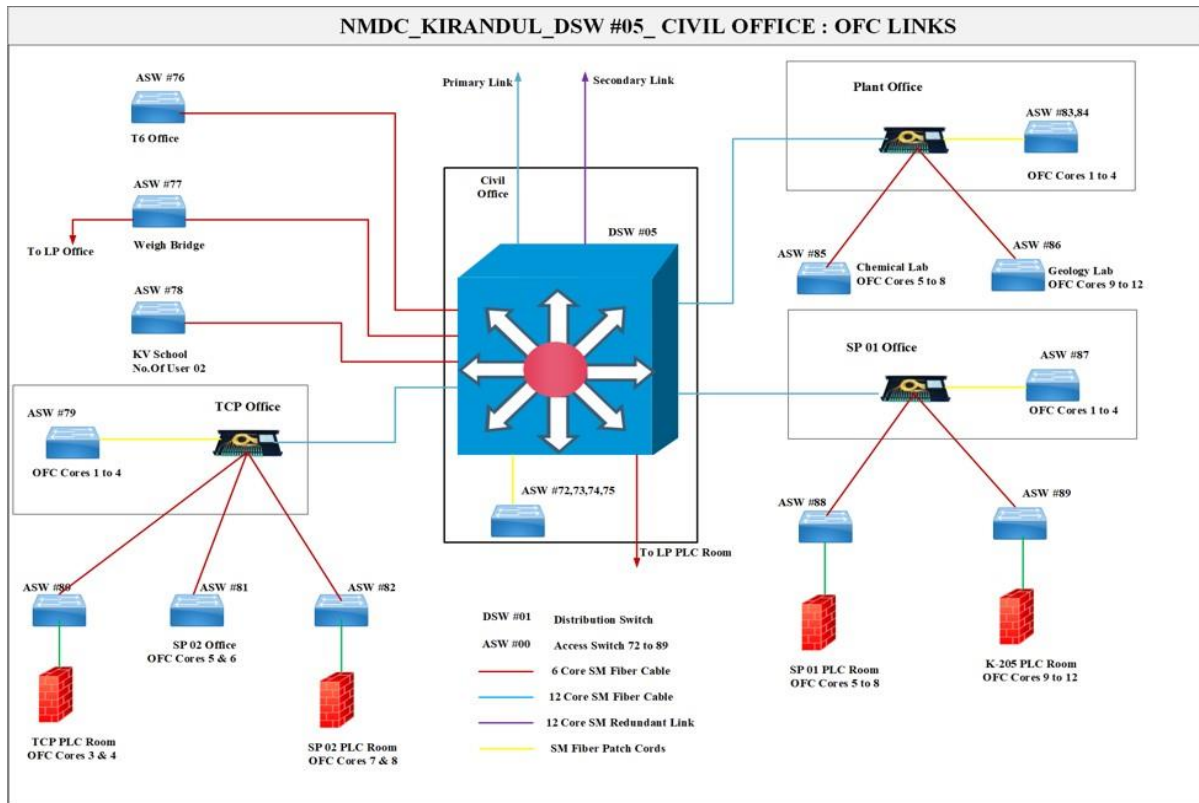 NMDC_KIRANDUL_DSW #05_ CIVIL OFFICE : OFC LINKS
ASW #76
T6 Office
ASW #77
Weigh Bridge
To LP Office
ASW #78
KV School
No.Of User 02
Primary Link
Secondary Link
Civil
Office
DSW #05
ASW #72,73,74,75
To LP PLC Room
Plant Office
ASW #83,84
OFC Cores 1 to 4
ASW #85
Chemical Lab
OFC Cores 5 to 8
ASW #86
Geology Lab
OFC Cores 9 to 12
SP 01 Office
ASW #87
OFC Cores 1 to 4
ASW #88
SP 01 PLC Room
OFC Cores 5 to 8
ASW #89
K-205 PLC Room
OFC Cores 9 to 12
TCP Office
ASW #79
OFC Cores 1 to 4
ASW #80
TCP PLC Room
OFC Cores 3 & 4
ASW #81
SP 02 Office
OFC Cores 5 & 6
ASW #82
SP 02 PLC Room
OFC Cores 7 & 8
DSW #01 Distribution Switch
ASW #00 Access Switch 72 to 89
6 Core SM Fiber Cable
12 Core SM Fiber Cable
12 Core SM Redundant Link
SM Fiber Patch Cords